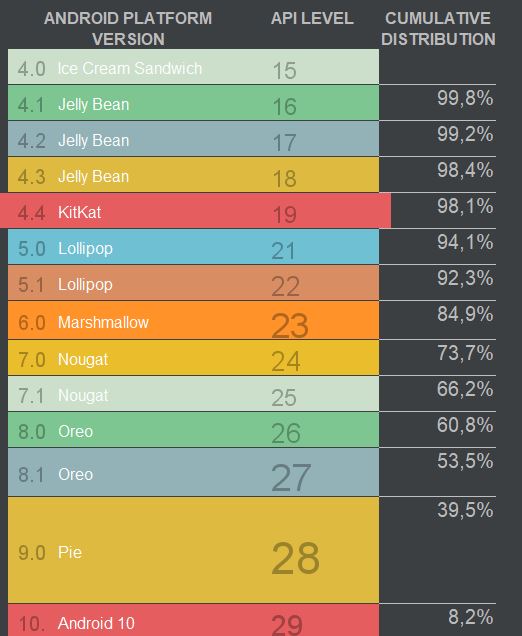 ANDROID PLATFORM VERSION API LEVEL CUMULATIVE DISTRIBUTION
4.0 Ice Cream Sandwich 15
99,8%
4.1 Jelly Bean 16
99,2%
4.2 Jelly Bean 17
98,4%
4.3 Jelly Bean 18
98,1%
4.4 KitKat 19
94,1%
5.0 Lollipop 21
92,3%
5.1 Lollipop 22
84,9%
6.0 Marshmallow 23
73,7%
7.0 Nougat 24
66,2%
7.1 Nougat 25
60,8%
8.0 Oreo 26
53,5%
8.1 Oreo 27
39,5%
9.0 Pie 28
8,2%
10. Android 10 29